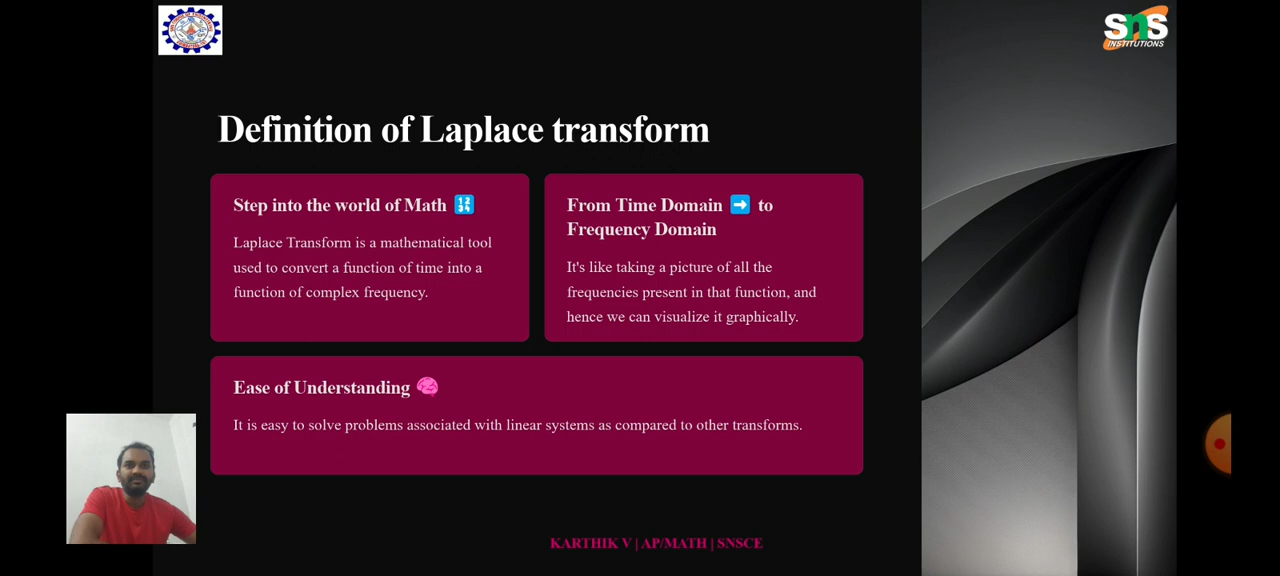 SNS
INSTITUTIONS
Definition of Laplace transform
Step into the world of Math 🔢
Laplace Transform is a mathematical tool
used to convert a function of time into a
function of complex frequency.
From Time Domain ➡️ to
Frequency Domain
It's like taking a picture of all the
frequencies present in that function, and
hence we can visualize it graphically.
Ease of Understanding 🧠
It is easy to solve problems associated with linear systems as compared to other transforms.
KARTHIK V | AP/MATH | SNSCE